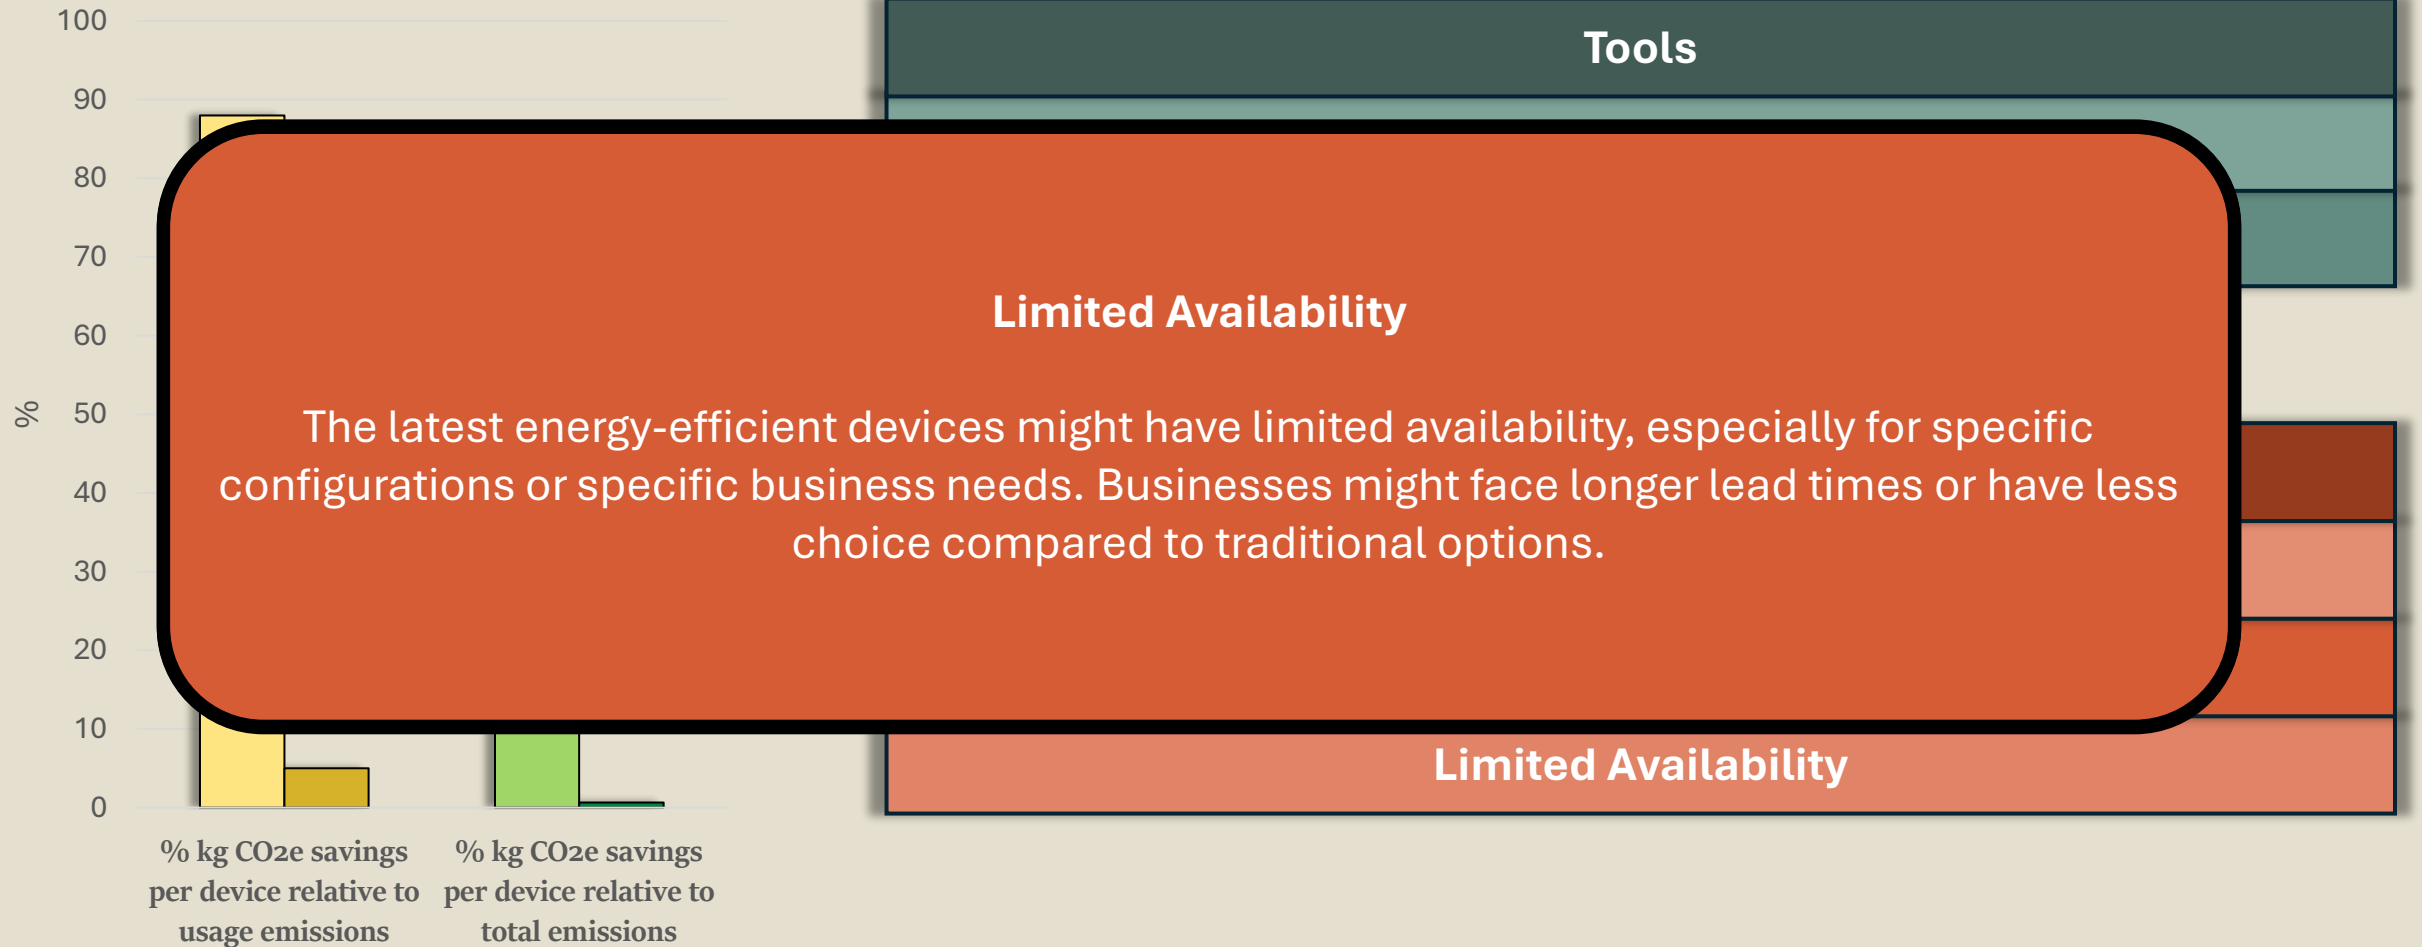 100
90
80
70
60
50
40
30
20
10
0
%
% kg CO2e savings
per device relative to
usage emissions
% kg CO2e savings
per device relative to
total emissions
Tools
Limited Availability
The latest energy-efficient devices might have limited availability, especially for specific
configurations or specific business needs. Businesses might face longer lead times or have less
choice compared to traditional options.
Limited Availability